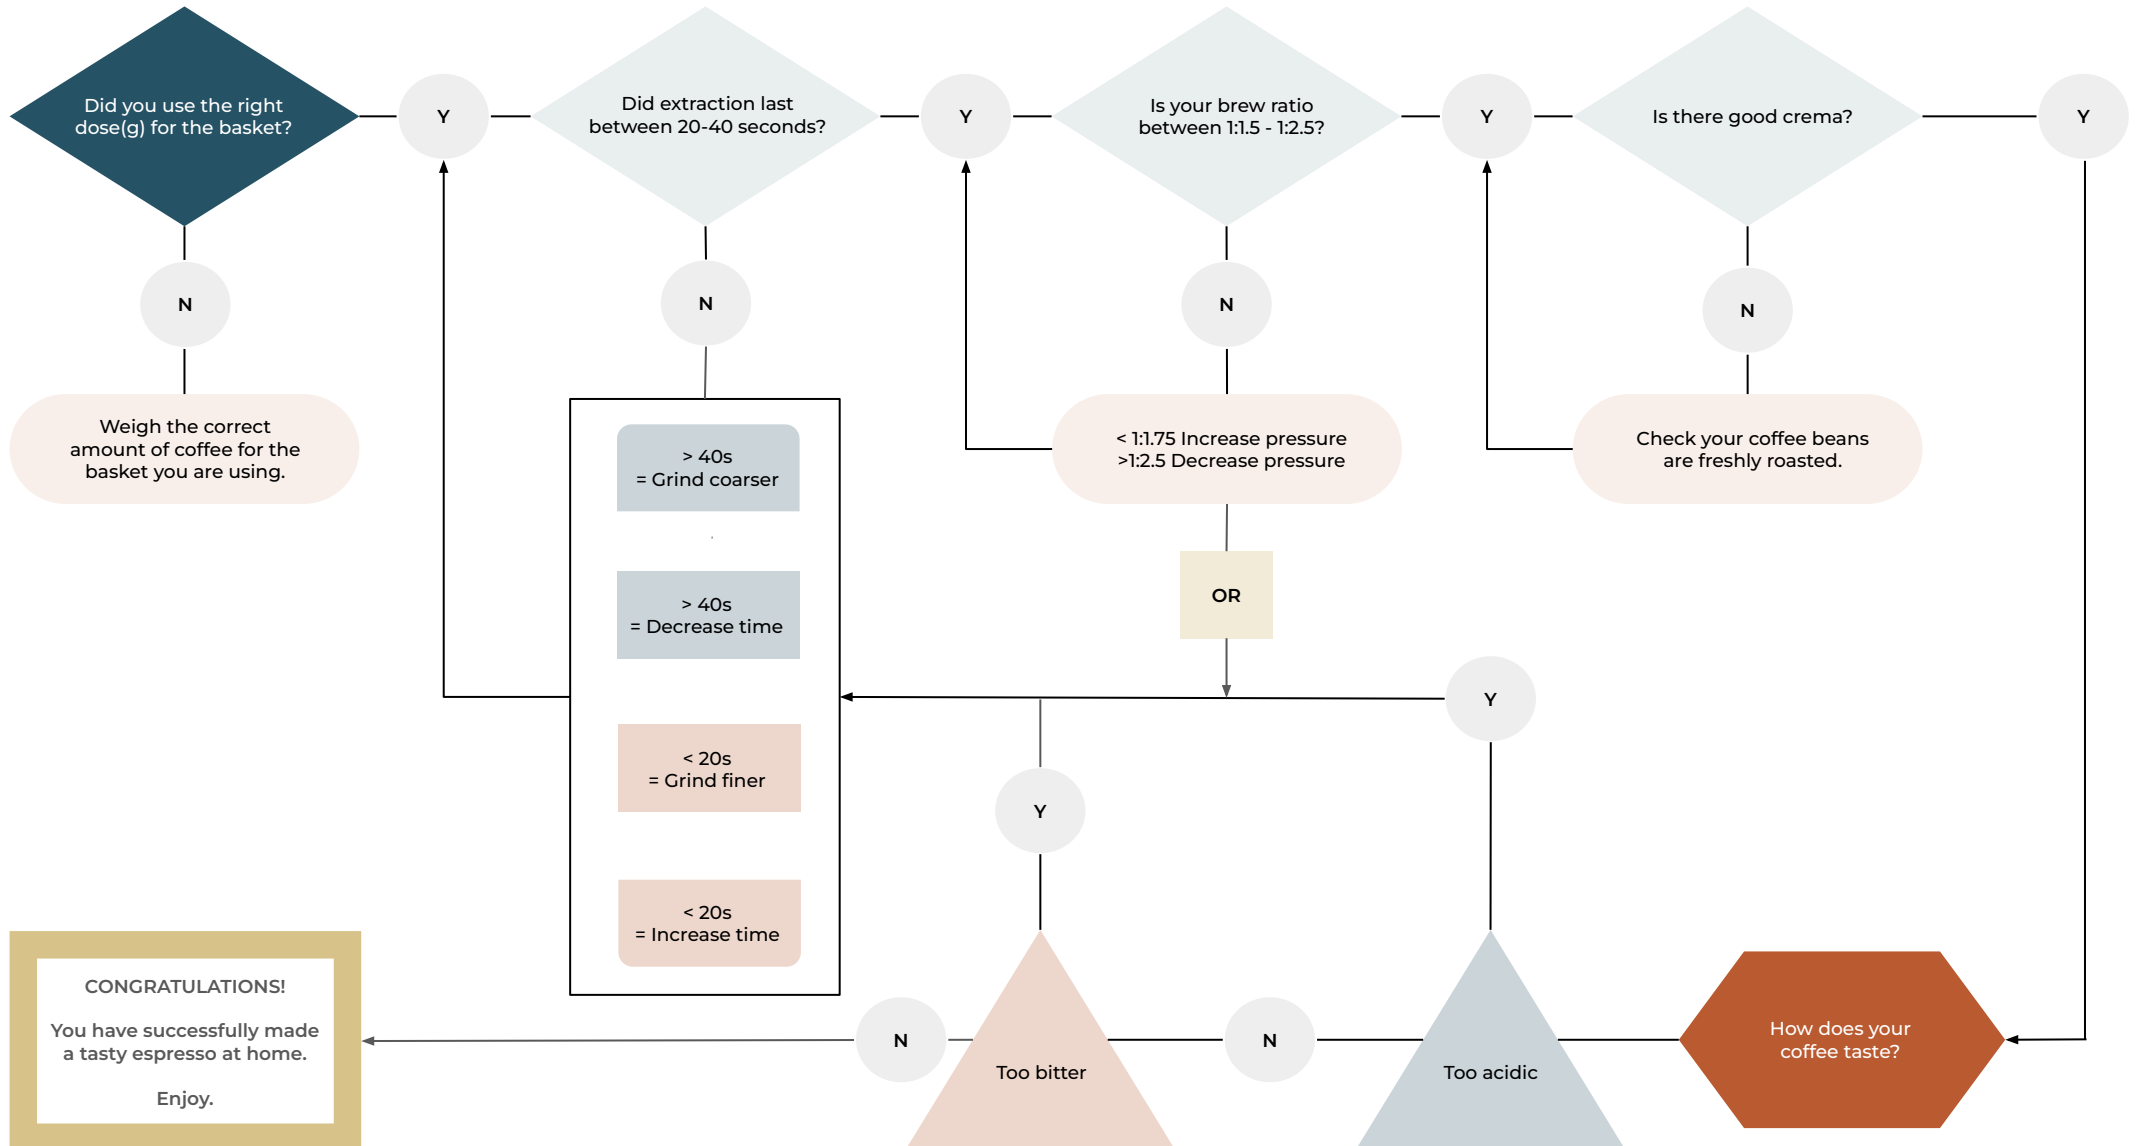 Did you use the right
dose(g) for the basket?
Y
Did extraction last
between 20-40 seconds?
Y
Is your brew ratio
between 1:1.5 - 1:2.5?
Y
Is there good crema?
Y
N
N
N
N
Weigh the correct
amount of coffee for the
basket you are using.
> 40s
= Grind coarser
.
> 40s
= Decrease time
< 20s
= Grind finer
< 20s
= Increase time
< 1:1.75 Increase pressure
>1:2.5 Decrease pressure
Check your coffee beans
are freshly roasted.
OR
Y
Y
How does your
coffee taste?
Too acidic
N
Too bitter
N
CONGRATULATIONS!
You have successfully made
a tasty espresso at home.
Enjoy.